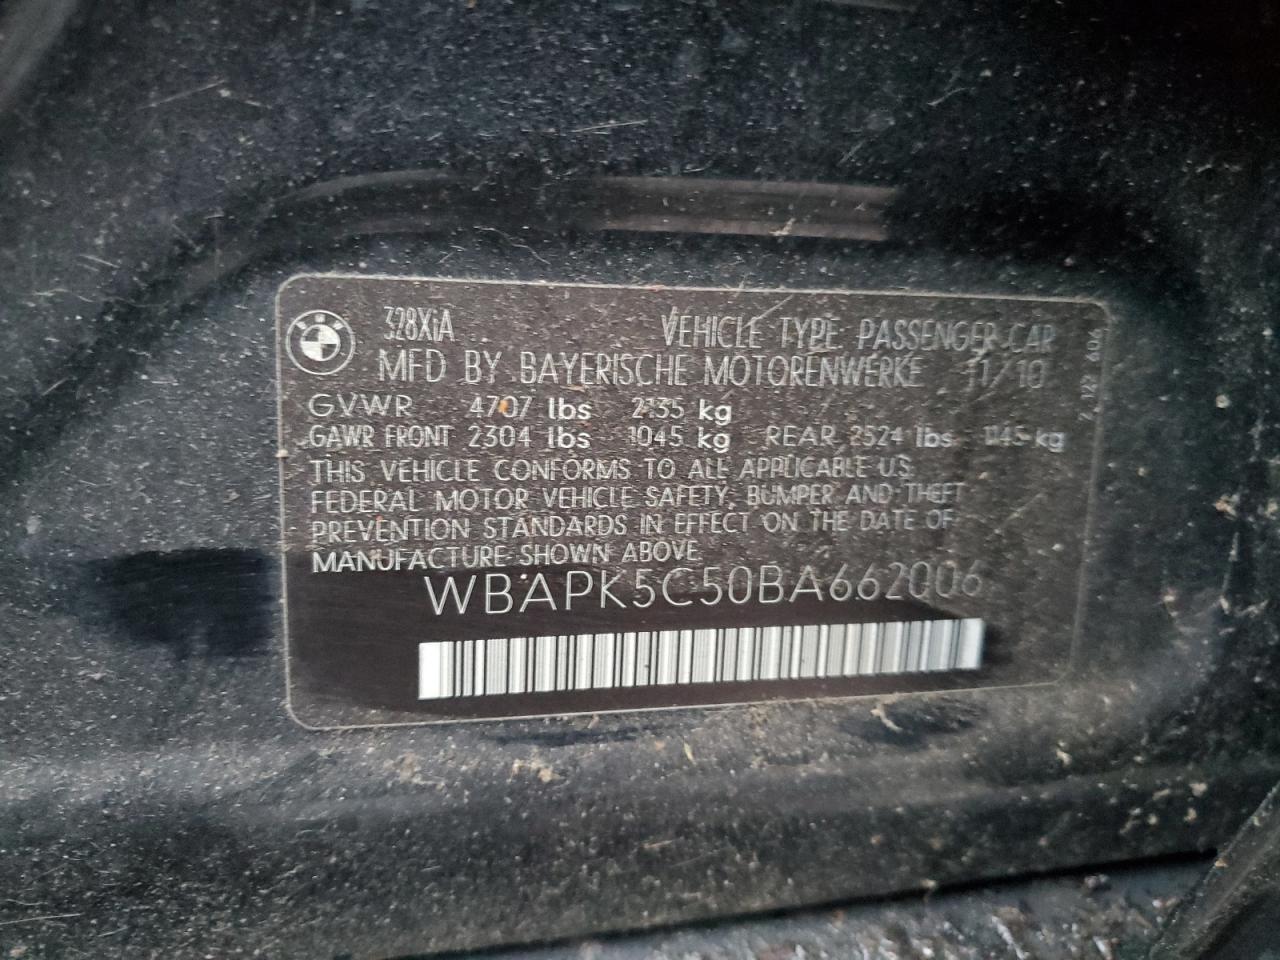 328XiA VEHICLE TYPE PASSENGER CAR
MFD BY BAYERISCHE MOTORENWERKE 11/10
GVWR 4707 lbs 2135 kg
GAWR FRONT 2304 lbs 1045 kg REAR 2524 lbs 1145 kg
THIS VEHICLE CONFORMS TO ALL APPLICABLE U.S.
FEDERAL MOTOR VEHICLE SAFETY, BUMPER AND THEFT
PREVENTION STANDARDS IN EFFECT ON THE DATE OF
MANUFACTURE SHOWN ABOVE
WBAPK5C50BA662006